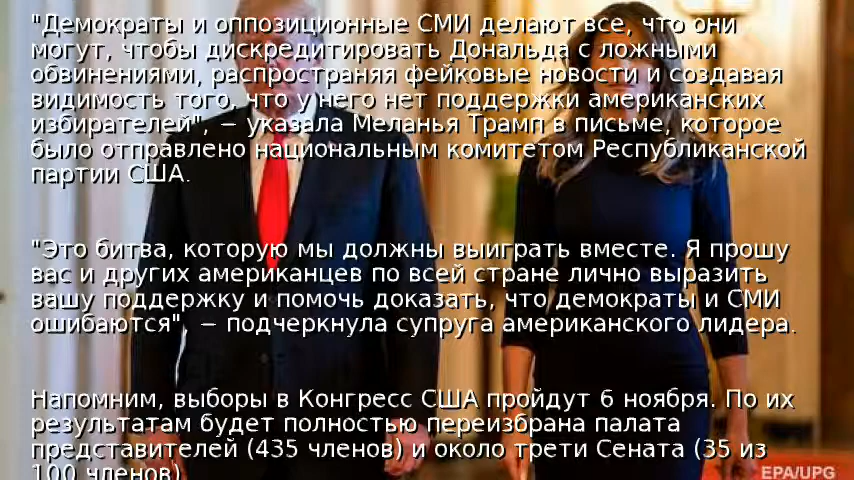 "Демократы и оппозиционные СМИ делают все, что они
могут, чтобы дискредитировать Дональда с ложными
обвинениями, распространяя фейковые новости и создавая
видимость того, что у него нет поддержки американских
избирателей", − указала Меланья Трамп в письме, которое
было отправлено национальным комитетом Республиканской
партии США.
"Это битва, которую мы должны выиграть вместе. Я прошу
вас и других американцев по всей стране лично выразить
вашу поддержку и помочь доказать, что демократы и СМИ
ошибаются", − подчеркнула супруга американского лидера.
Напомним, выборы в Конгресс США пройдут 6 ноября. По их
результатам будет полностью переизбрана палата
представителей (435 членов) и около трети Сената (35 из
100 членов)
EPA/UPG